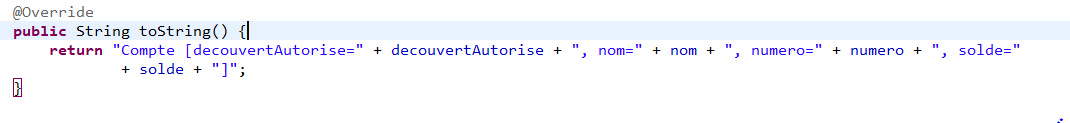 @Override
public String toString() {
return "Compte [decouvertAutorise=" + decouvertAutorise + ", nom=" + nom + ", numero=" + numero + ", solde="
+ solde + "]";
}